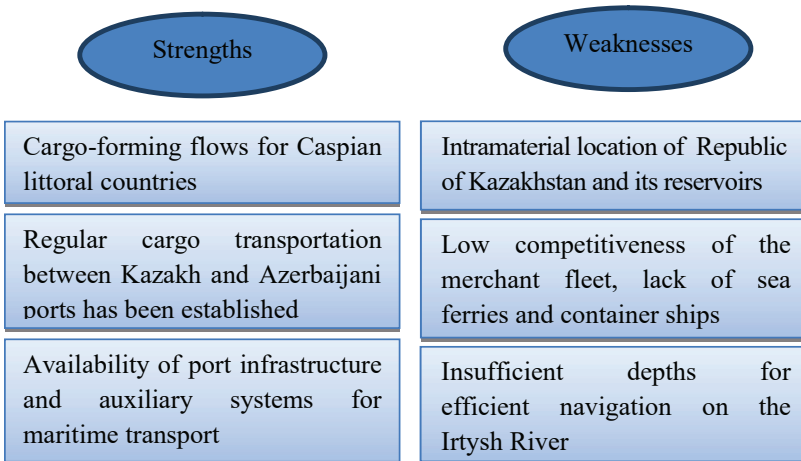 Strengths
Weaknesses
Cargo-forming flows for Caspian
littoral countries
Regular cargo transportation
between Kazakh and Azerbaijani
ports has been established
Availability of port infrastructure
and auxiliary systems for
maritime transport
Intramaterial location of Republic
of Kazakhstan and its reservoirs
Low competitiveness of the
merchant fleet, lack of sea
ferries and container ships
Insufficient depths for
efficient navigation on the
Irtysh River